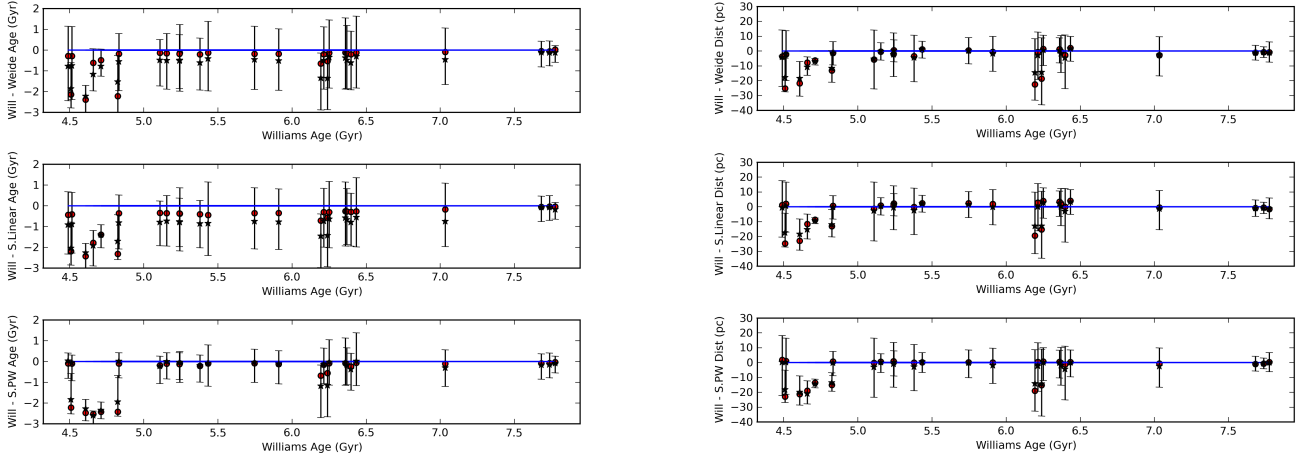 Will - Weide Age (Gyr)
2
1
0
−1
−2
−3
4.5 5.0 5.5 6.0 6.5 7.0 7.5
Williams Age (Gyr)
Will - S.Linear Age (Gyr)
2
1
0
−1
−2
−3
4.5 5.0 5.5 6.0 6.5 7.0 7.5
Williams Age (Gyr)
Will - S.PW Age (Gyr)
2
1
0
−1
−2
−3
4.5 5.0 5.5 6.0 6.5 7.0 7.5
Williams Age (Gyr)
Will - Weide Dist (pc)
30
20
10
0
−10
−20
−30
−40
4.5 5.0 5.5 6.0 6.5 7.0 7.5
Williams Age (Gyr)
Will - S.Linear Dist (pc)
30
20
10
0
−10
−20
−30
−40
4.5 5.0 5.5 6.0 6.5 7.0 7.5
Williams Age (Gyr)
Will - S.PW Dist (pc)
30
20
10
0
−10
−20
−30
−40
4.5 5.0 5.5 6.0 6.5 7.0 7.5
Williams Age (Gyr)